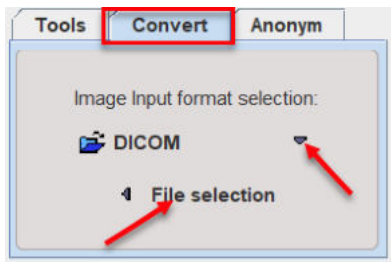 Tools Convert Anonym
Image Input format selection:
DICOM
File selection